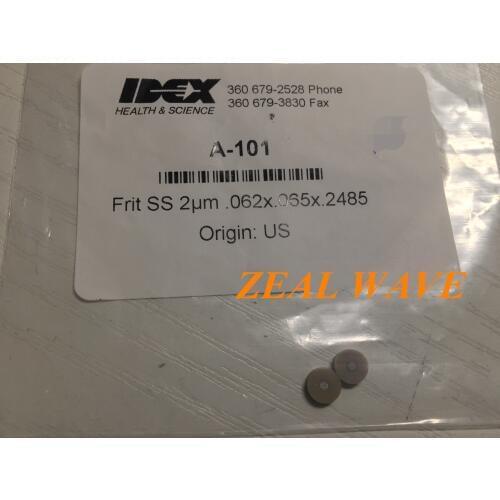 IDEX
HEALTH & SCIENCE
360 679-2528 Phone
360 679-3830 Fax
A-101
Frit SS 2µm .062x.065x.2485
Origin: US
ZEAL WAVE